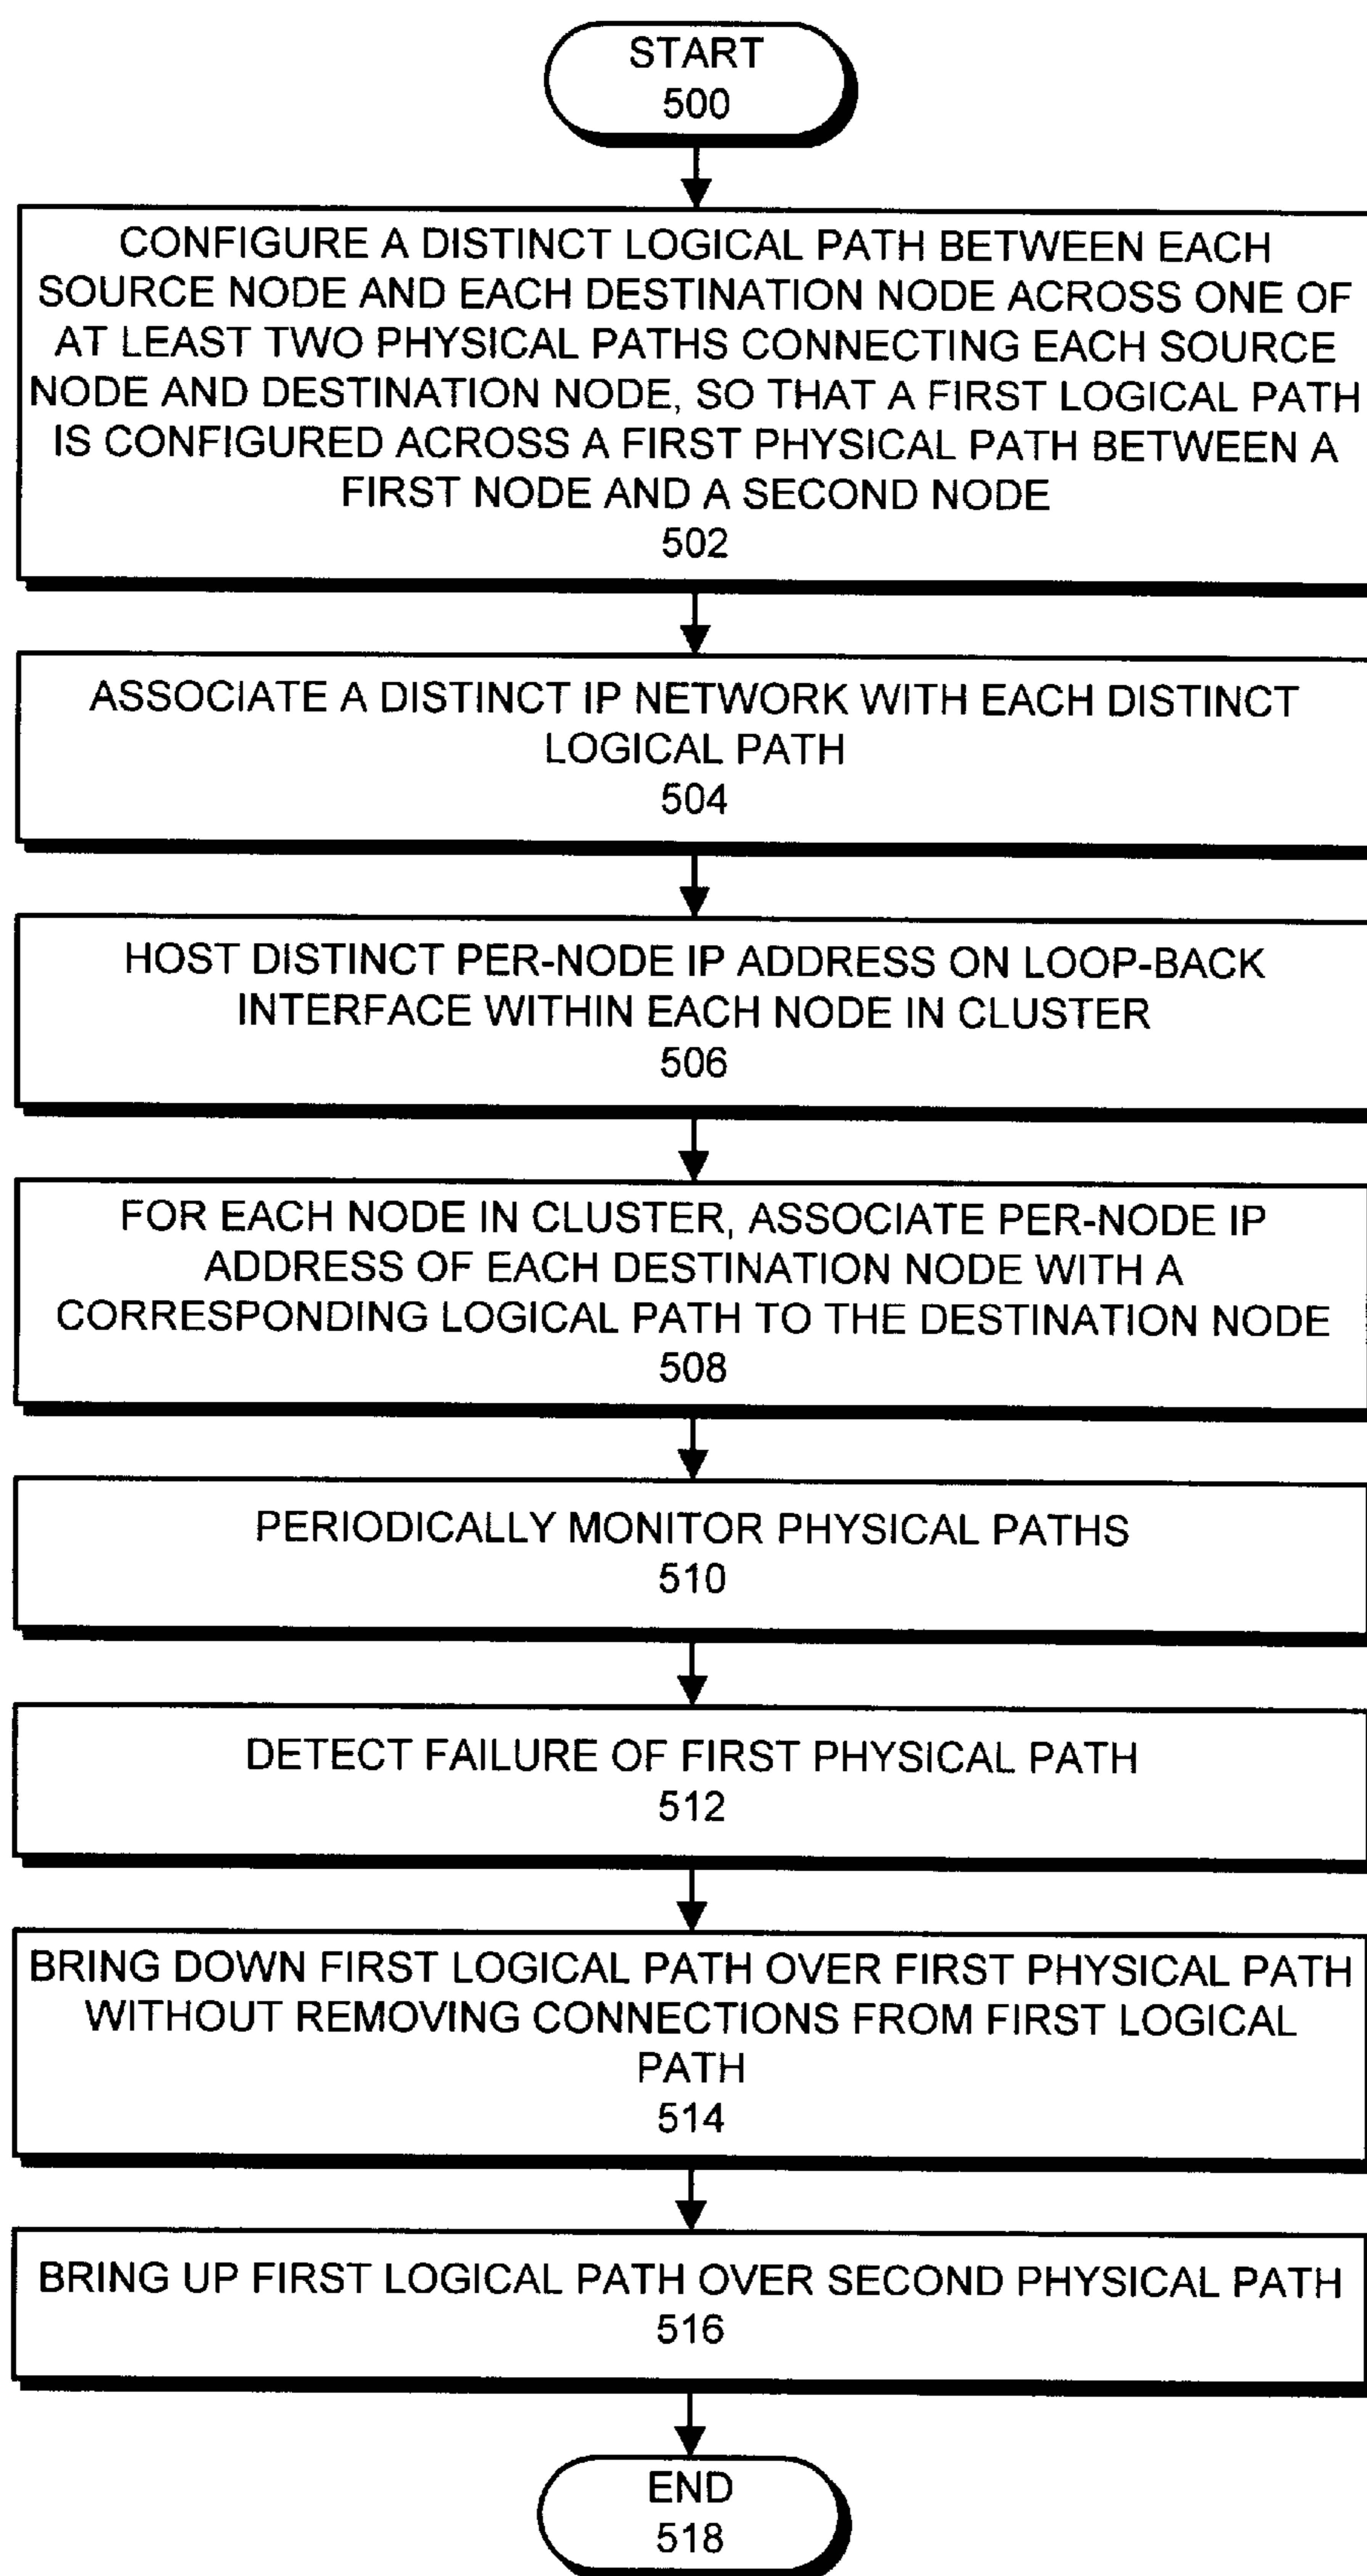 START
500
CONFIGURE A DISTINCT LOGICAL PATH BETWEEN EACH
SOURCE NODE AND EACH DESTINATION NODE ACROSS ONE OF
AT LEAST TWO PHYSICAL PATHS CONNECTING EACH SOURCE
NODE AND DESTINATION NODE, SO THAT A FIRST LOGICAL PATH
IS CONFIGURED ACROSS A FIRST PHYSICAL PATH BETWEEN A
FIRST NODE AND A SECOND NODE
502
ASSOCIATE A DISTINCT IP NETWORK WITH EACH DISTINCT
LOGICAL PATH
504
HOST DISTINCT PER-NODE IP ADDRESS ON LOOP-BACK
INTERFACE WITHIN EACH NODE IN CLUSTER
506
FOR EACH NODE IN CLUSTER, ASSOCIATE PER-NODE IP
ADDRESS OF EACH DESTINATION NODE WITH A
CORRESPONDING LOGICAL PATH TO THE DESTINATION NODE
508
PERIODICALLY MONITOR PHYSICAL PATHS
510
DETECT FAILURE OF FIRST PHYSICAL PATH
512
BRING DOWN FIRST LOGICAL PATH OVER FIRST PHYSICAL PATH
WITHOUT REMOVING CONNECTIONS FROM FIRST LOGICAL
PATH
514
BRING UP FIRST LOGICAL PATH OVER SECOND PHYSICAL PATH
516
END
518